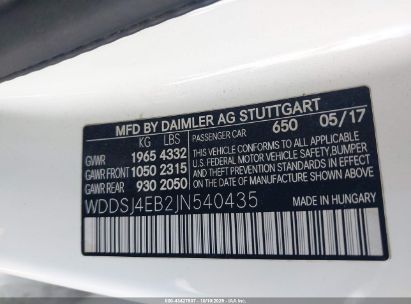 MFD BY DAIMLER AG STUTTGART
KG LBS PASSENGER CAR 650 05/17
GVWR 1965 4332
GAWR FRONT 1050 2315
GAWR REAR 930 2050
THIS VEHICLE CONFORMS TO ALL APPLICABLE
U.S. FEDERAL MOTOR VEHICLE SAFETY,BUMPER,
AND THEFT PREVENTION STANDARDS IN EFFECT
ON THE DATE OF MANUFACTURE SHOWN ABOVE.
WDDSJ4EB2JN540435 MADE IN HUNGARY